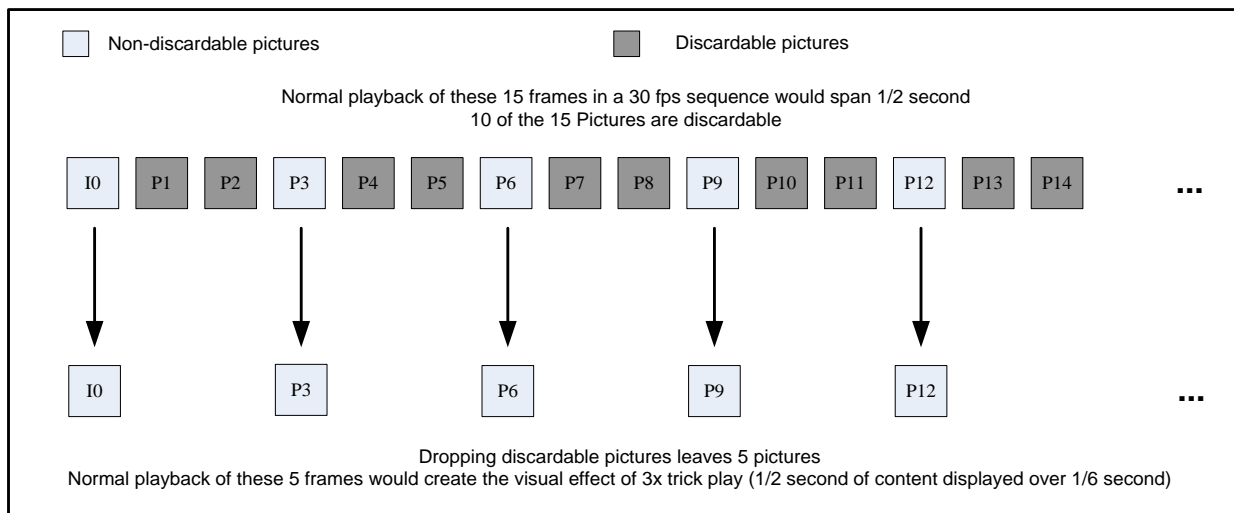 Non-discardable pictures Discardable pictures
Normal playback of these 15 frames in a 30 fps sequence would span 1/2 second
10 of the 15 Pictures are discardable
I0 P1 P2 P3 P4 P5 P6 P7 P8 P9 P10 P11 P12 P13 P14 ...
I0 P3 P6 P9 P12 ...
Dropping discardable pictures leaves 5 pictures
Normal playback of these 5 frames would create the visual effect of 3x trick play (1/2 second of content displayed over 1/6 second)